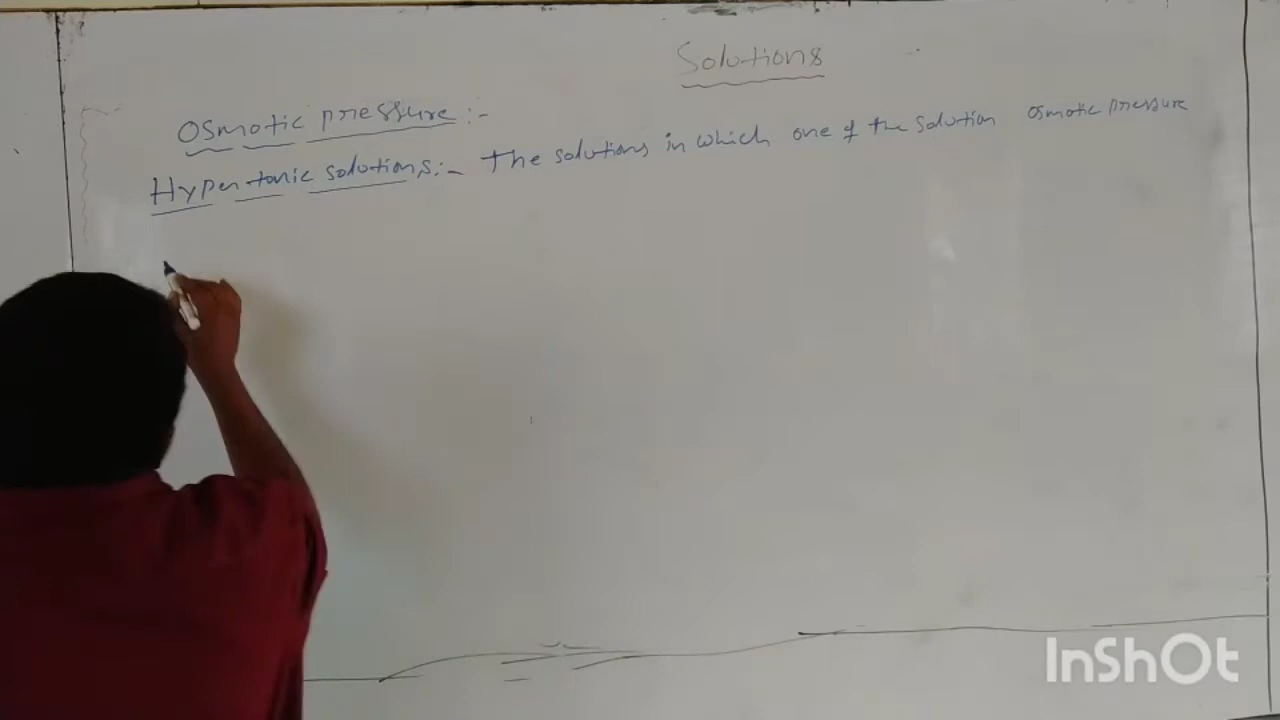 Solutions
Osmotic pressure :-
Hypertonic solutions:- The solutions in which one of the solution osmotic pressure
InShOt